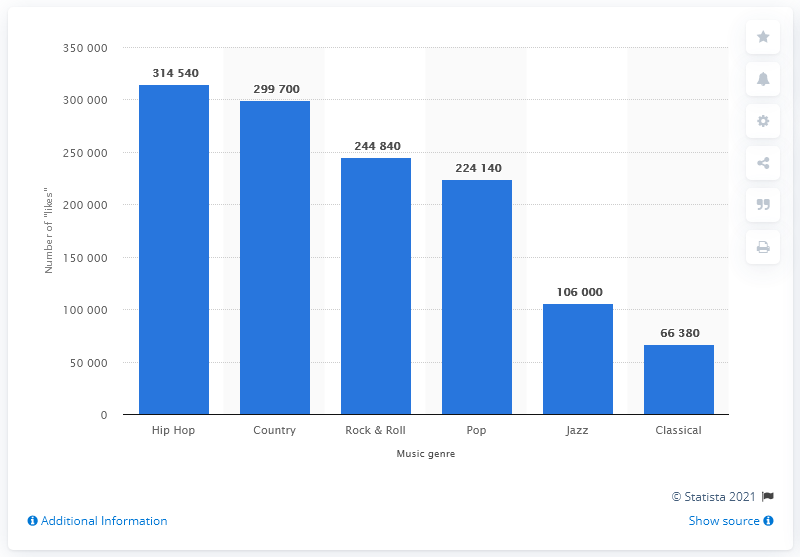 350 000
300 000
250 000
200 000
150 000
100 000
50 000
0
Number of "likes"
314 540
299 700
244 840
224 140
106 000
66 380
Hip Hop Country Rock & Roll Pop Jazz Classical
Music genre
© Statista 2021
Additional Information Show source